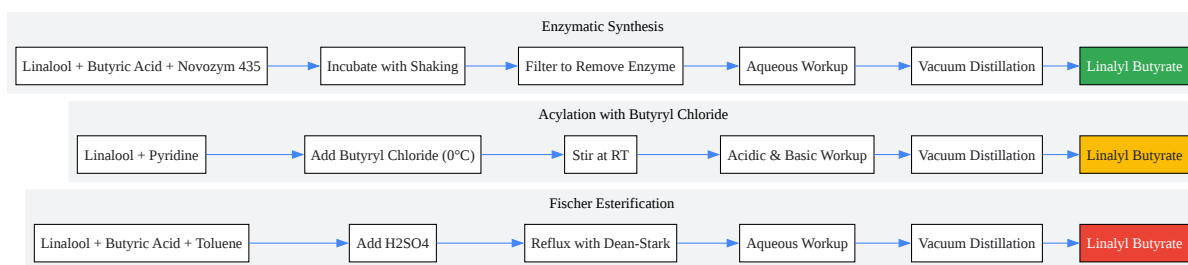 Enzymatic Synthesis
Linalool + Butyric Acid + Novozym 435
Incubate with Shaking
Filter to Remove Enzyme
Aqueous Workup
Vacuum Distillation
Linalyl Butyrate
Acylation with Butyryl Chloride
Linalool + Pyridine
Add Butyryl Chloride (0°C)
Stir at RT
Acidic & Basic Workup
Vacuum Distillation
Linalyl Butyrate
Fischer Esterification
Linalool + Butyric Acid + Toluene
Add H2SO4
Reflux with Dean-Stark
Aqueous Workup
Vacuum Distillation
Linalyl Butyrate